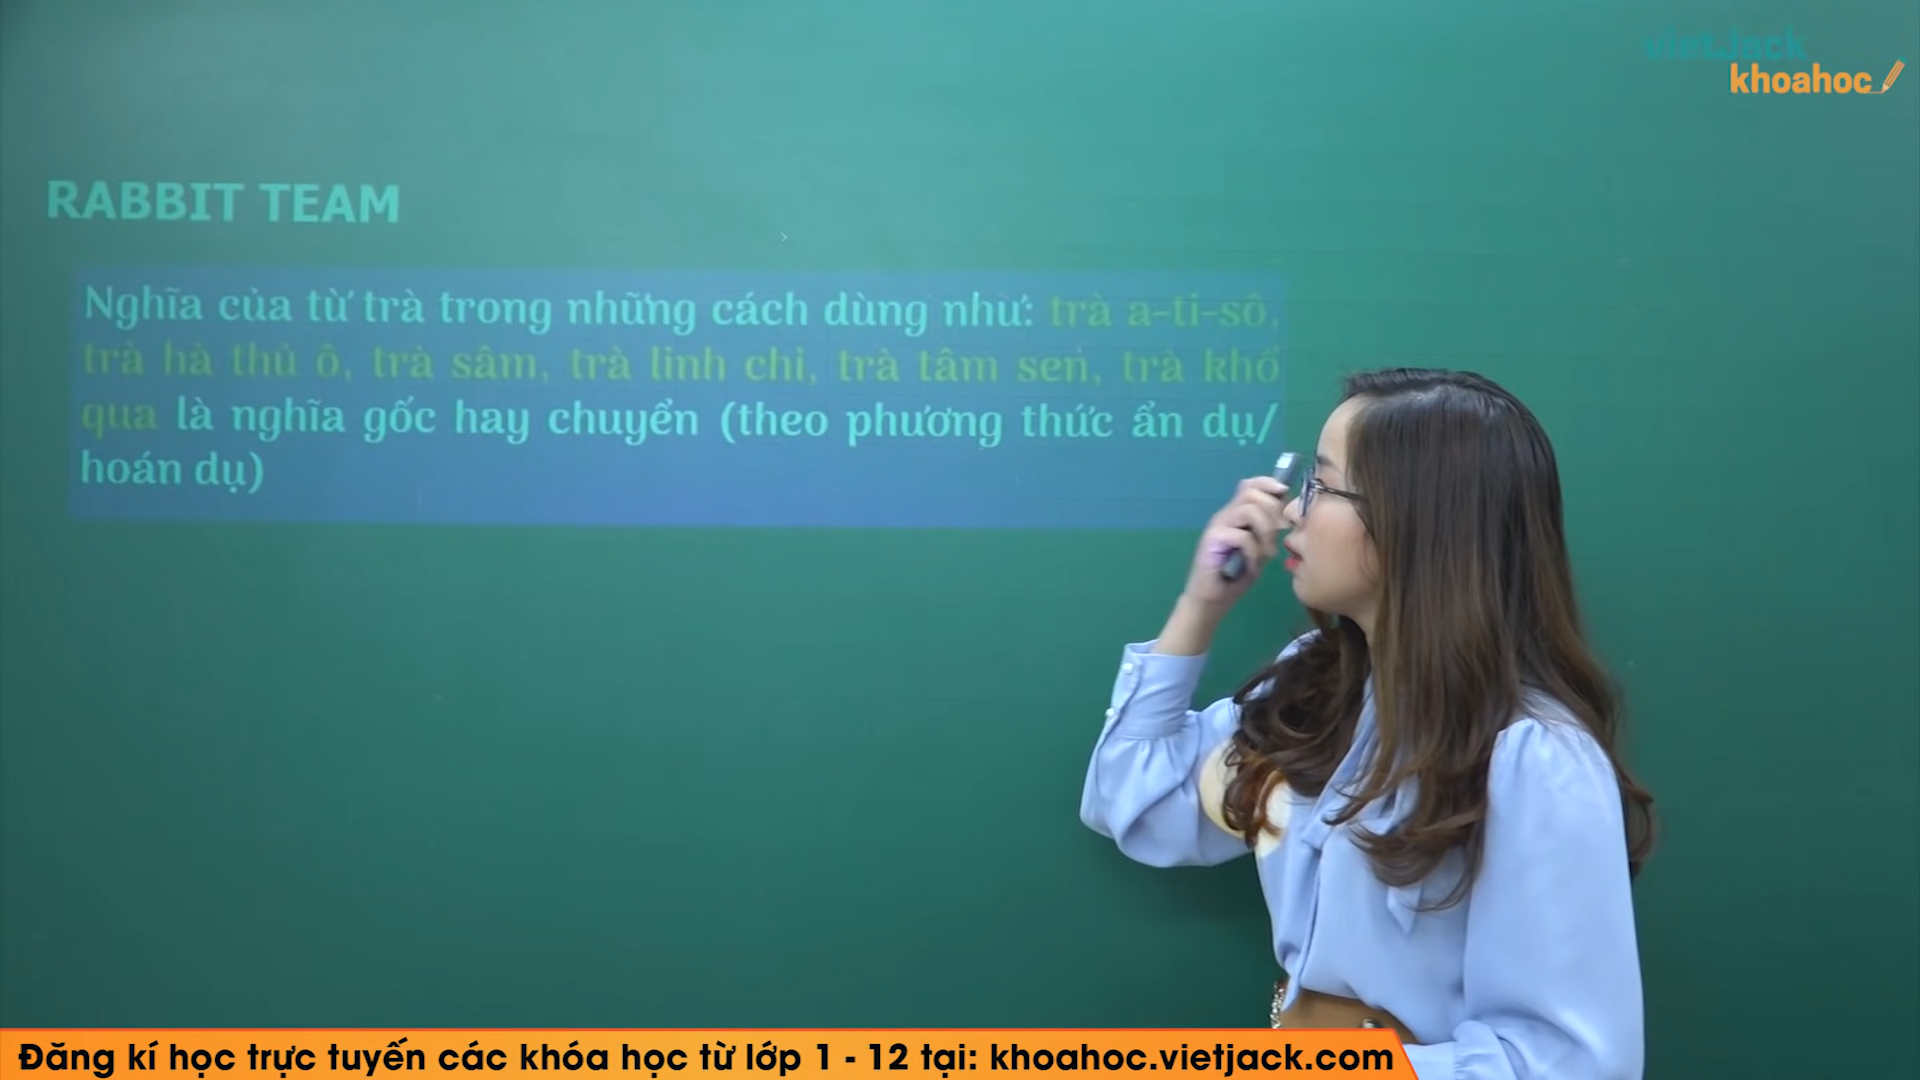 vietJack
khoahoc
RABBIT TEAM
Nghĩa của từ trà trong những cách dùng như: trà a-ti-sô,
trà hà thủ ô, trà sâm, trà linh chi, trà tâm sen, trà khổ
qua là nghĩa gốc hay chuyển (theo phương thức ẩn dụ/
hoán dụ)
Đăng kí học trực tuyến các khóa học từ lớp 1 - 12 tại: khoahoc.vietjack.com